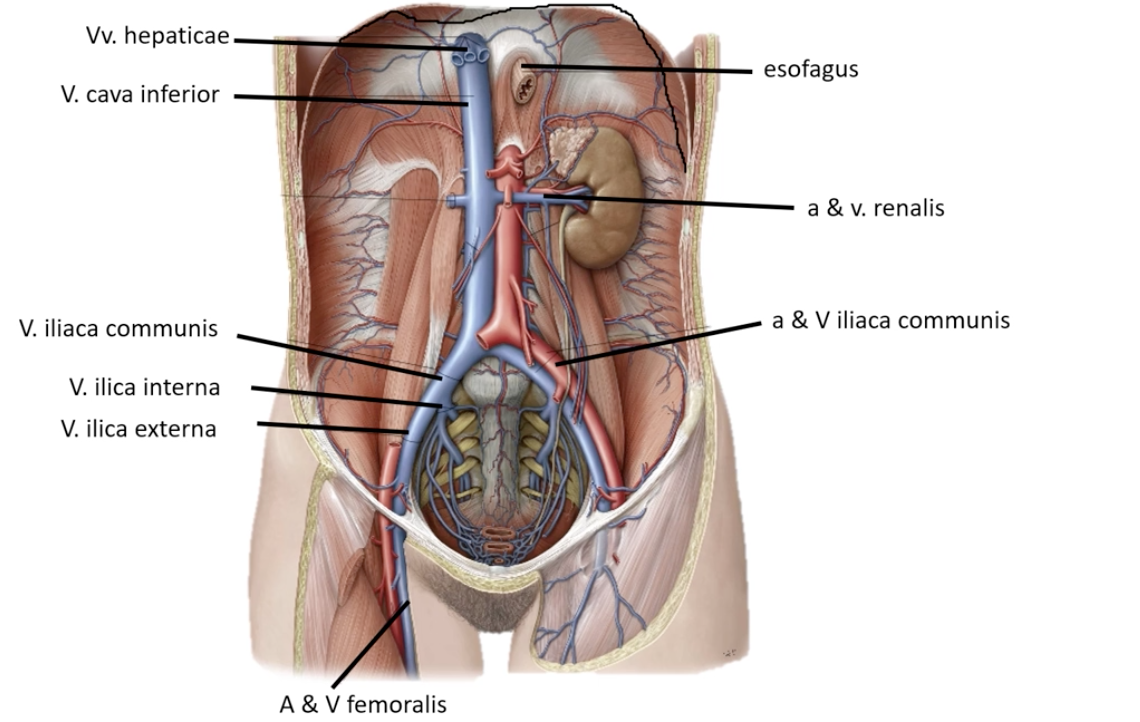 Vv. hepaticae
esofagus
V. cava inferior
a & v. renalis
a & V iliaca communis
V. iliaca communis
V. ilica interna
V. ilica externa
A & V femoralis